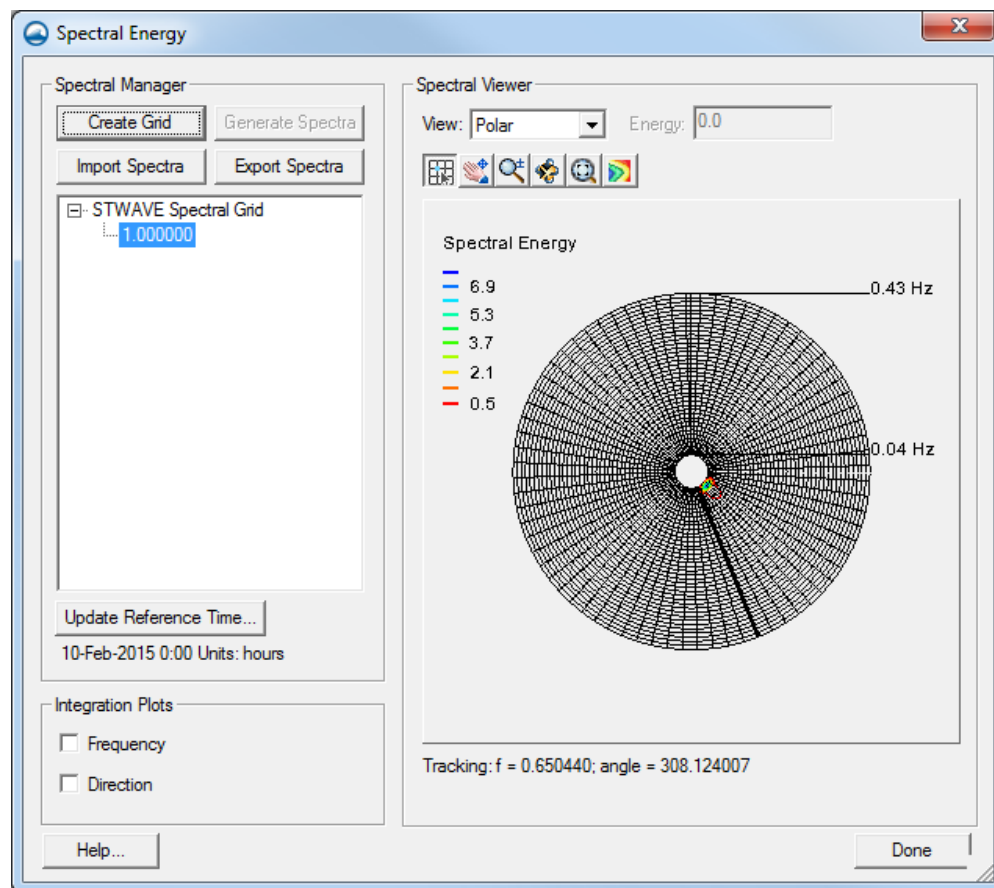 Spectral Energy
Spectral Manager
Create Grid
Generate Spectra
Import Spectra
Export Spectra
STWAVE Spectral Grid
1.000000
Update Reference Time...
10-Feb-2015 0:00 Units: hours
Integration Plots
Frequency
Direction
Help...
Spectral Viewer
View: Polar
Energy: 0.0
Spectral Energy
6.9
5.3
3.7
2.1
0.5
0.43 Hz
0.04 Hz
Tracking: f = 0.650440; angle = 308.124007
Done